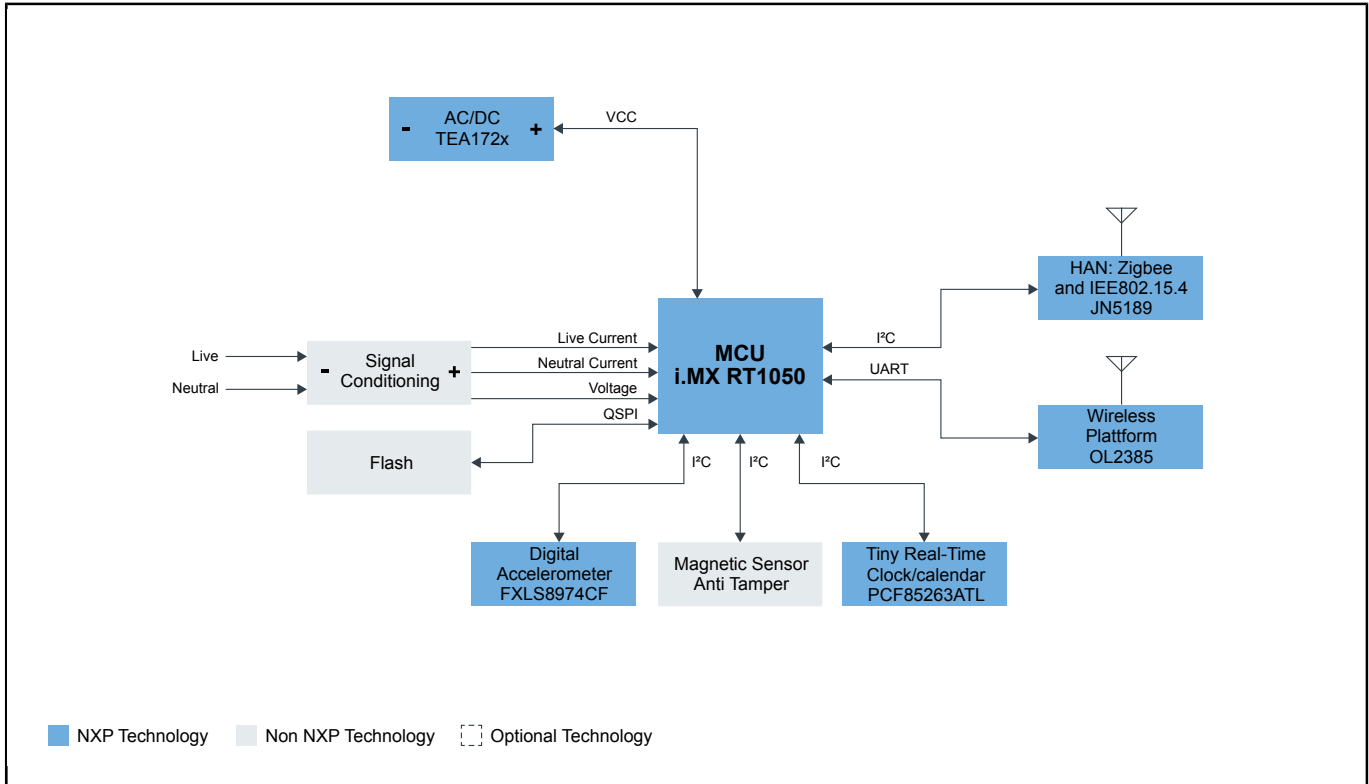 AC/DC
TEA172x
-
+
VCC
HAN: Zigbee
and IEE802.15.4
JN5189
I²C
UART
Wireless
Plattform
OL2385
MCU
i.MX RT1050
Live
Neutral
Signal
Conditioning
-
+
Live Current
Neutral Current
Voltage
QSPI
Flash
I²C
I²C
I²C
Digital
Accelerometer
FXLS8974CF
Magnetic Sensor
Anti Tamper
Tiny Real-Time
Clock/calendar
PCF85263ATL
NXP Technology
Non NXP Technology
Optional Technology